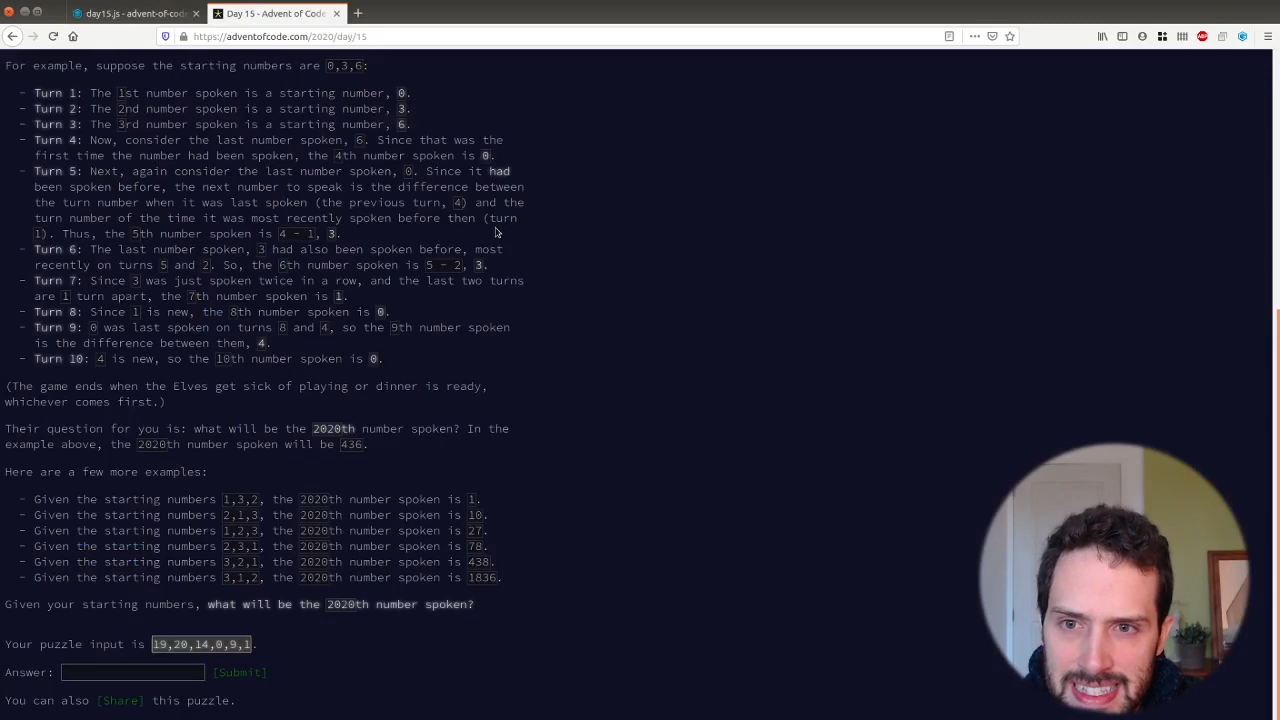 day15.js - advent-of-cod
Day 15 - Advent of Code
https://adventofcode.com/2020/day/15
For example, suppose the starting numbers are 0,3,6:
- Turn 1: The 1st number spoken is a starting number, 0.
- Turn 2: The 2nd number spoken is a starting number, 3.
- Turn 3: The 3rd number spoken is a starting number, 6.
- Turn 4: Now, consider the last number spoken, 6. Since that was the
first time the number had been spoken, the 4th number spoken is 0.
- Turn 5: Next, again consider the last number spoken, 0. Since it had
been spoken before, the next number to speak is the difference between
the turn number when it was last spoken (the previous turn, 4) and the
turn number of the time it was most recently spoken before then (turn
1). Thus, the 5th number spoken is 4 - 1, 3.
- Turn 6: The last number spoken, 3 had also been spoken before, most
recently on turns 5 and 2. So, the 6th number spoken is 5 - 2, 3.
- Turn 7: Since 3 was just spoken twice in a row, and the last two turns
are 1 turn apart, the 7th number spoken is 1.
- Turn 8: Since 1 is new, the 8th number spoken is 0.
- Turn 9: 0 was last spoken on turns 8 and 4, so the 9th number spoken
is the difference between them, 4.
- Turn 10: 4 is new, so the 10th number spoken is 0.
(The game ends when the Elves get sick of playing or dinner is ready,
whichever comes first.)
Their question for you is: what will be the 2020th number spoken? In the
example above, the 2020th number spoken will be 436.
Here are a few more examples:
- Given the starting numbers 1,3,2, the 2020th number spoken is 1.
- Given the starting numbers 2,1,3, the 2020th number spoken is 10.
- Given the starting numbers 1,2,3, the 2020th number spoken is 27.
- Given the starting numbers 2,3,1, the 2020th number spoken is 78.
- Given the starting numbers 3,2,1, the 2020th number spoken is 438.
- Given the starting numbers 3,1,2, the 2020th number spoken is 1836.
Given your starting numbers, what will be the 2020th number spoken?
Your puzzle input is 19,20,14,0,9,1.
Answer: [Submit]
You can also [Share] this puzzle.